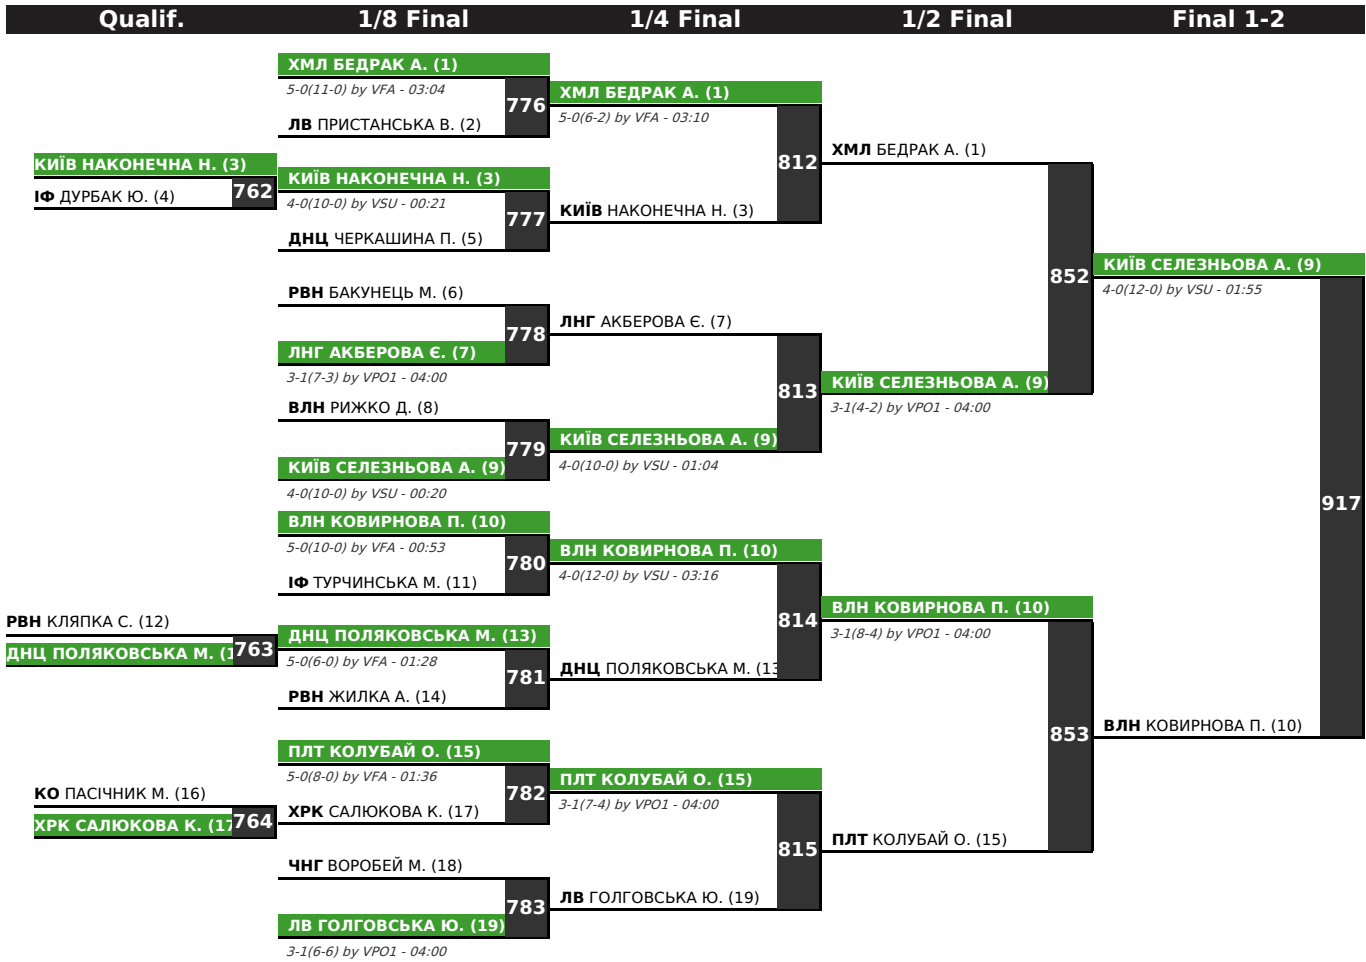 Qualif. 1/8 Final 1/4 Final 1/2 Final Final 1-2
КИЇВ НАКОНЕЧНА Н. (3)
762
ІФ ДУРБАК Ю. (4)
РВН КЛЯПКА С. (12)
763
ДНЦ ПОЛЯКОВСЬКА М. (1
КО ПАСІЧНИК М. (16)
764
ХРК САЛЮКОВА К. (17
ХМЛ БЕДРАК А. (1)
5-0(11-0) by VFA - 03:04
776
ЛВ ПРИСТАНСЬКА В. (2)
КИЇВ НАКОНЕЧНА Н. (3)
4-0(10-0) by VSU - 00:21
777
ДНЦ ЧЕРКАШИНА П. (5)
РВН БАКУНЕЦЬ М. (6)
778
ЛНГ АКБЕРОВА Є. (7)
3-1(7-3) by VPO1 - 04:00
ВЛН РИЖКО Д. (8)
779
КИЇВ СЕЛЕЗНЬОВА А. (9)
4-0(10-0) by VSU - 00:20
ВЛН КОВИРНОВА П. (10)
5-0(10-0) by VFA - 00:53
780
ІФ ТУРЧИНСЬКА М. (11)
ДНЦ ПОЛЯКОВСЬКА М. (13)
5-0(6-0) by VFA - 01:28
781
РВН ЖИЛКА А. (14)
ПЛТ КОЛУБАЙ О. (15)
5-0(8-0) by VFA - 01:36
782
ХРК САЛЮКОВА К. (17)
ЧНГ ВОРОБЕЙ М. (18)
783
ЛВ ГОЛГОВСЬКА Ю. (19)
3-1(6-6) by VPO1 - 04:00
ХМЛ БЕДРАК А. (1)
5-0(6-2) by VFA - 03:10
812
КИЇВ НАКОНЕЧНА Н. (3)
ЛНГ АКБЕРОВА Є. (7)
813
КИЇВ СЕЛЕЗНЬОВА А. (9)
4-0(10-0) by VSU - 01:04
ВЛН КОВИРНОВА П. (10)
4-0(12-0) by VSU - 03:16
814
ДНЦ ПОЛЯКОВСЬКА М. (13
ПЛТ КОЛУБАЙ О. (15)
3-1(7-4) by VPO1 - 04:00
815
ЛВ ГОЛГОВСЬКА Ю. (19)
ХМЛ БЕДРАК А. (1)
852
КИЇВ СЕЛЕЗНЬОВА А. (9)
3-1(4-2) by VPO1 - 04:00
ВЛН КОВИРНОВА П. (10)
3-1(8-4) by VPO1 - 04:00
853
ПЛТ КОЛУБАЙ О. (15)
КИЇВ СЕЛЕЗНЬОВА А. (9)
4-0(12-0) by VSU - 01:55
917
ВЛН КОВИРНОВА П. (10)